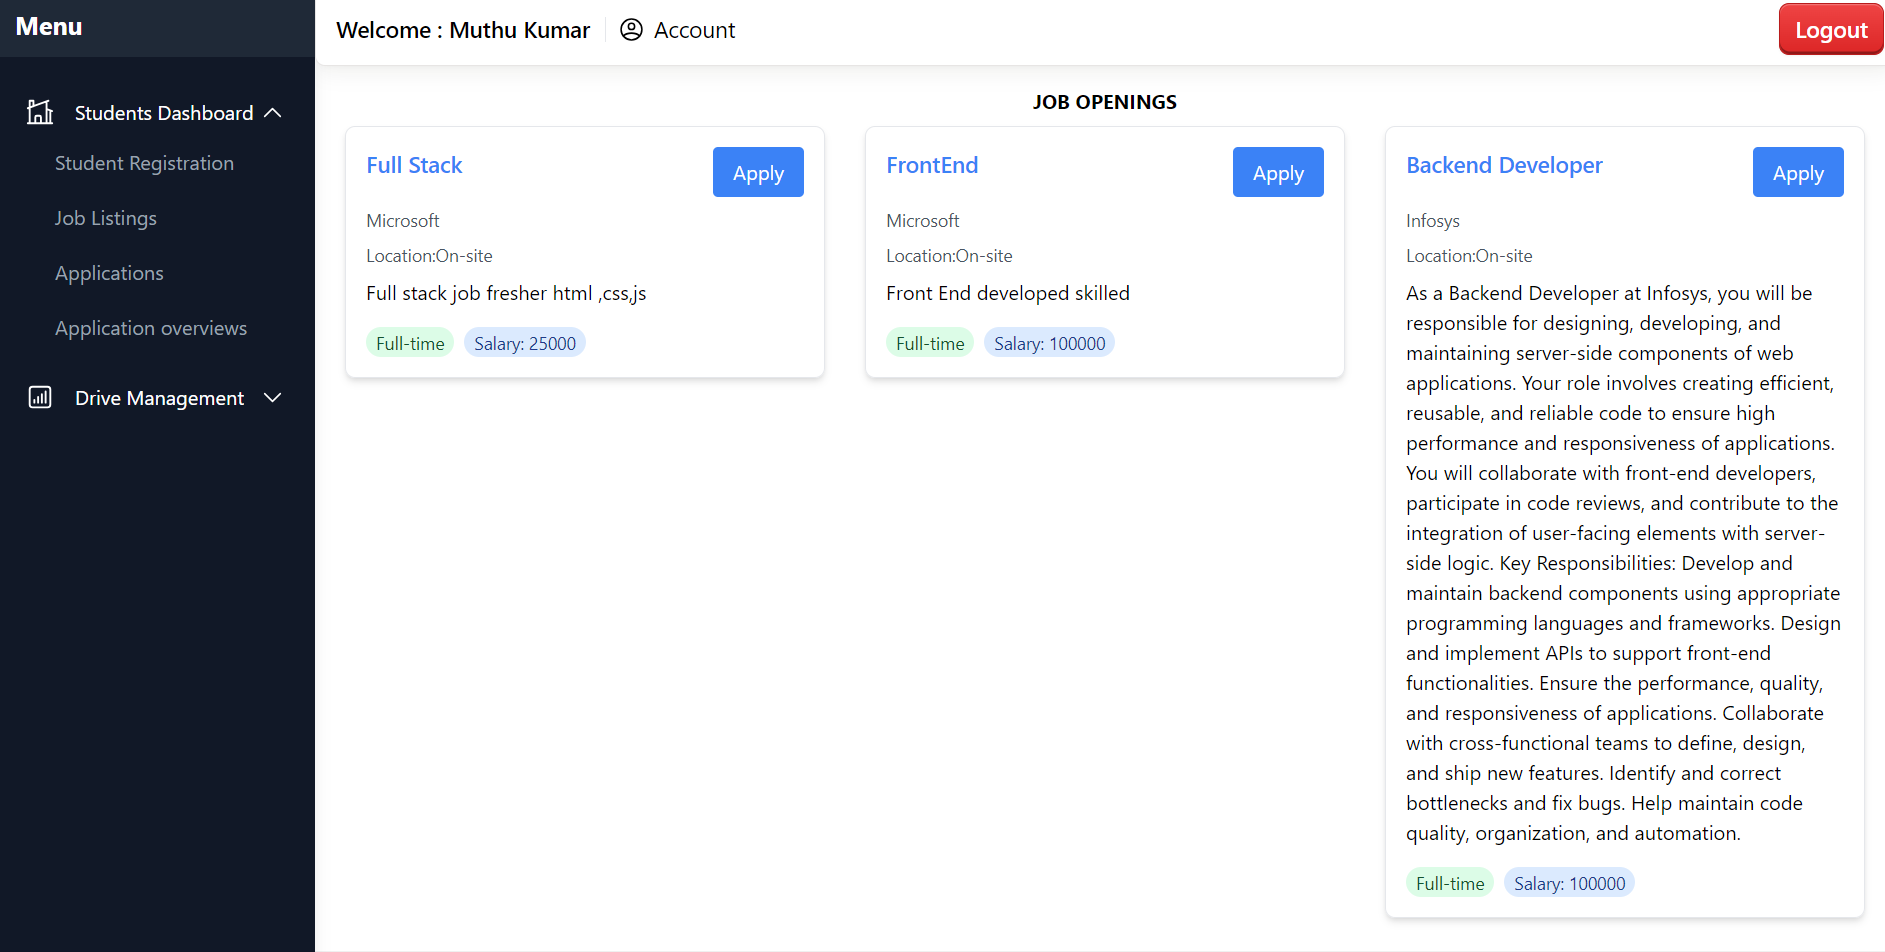 Menu
Students Dashboard
Student Registration
Job Listings
Applications
Application overviews
Drive Management
Welcome : Muthu Kumar
Account
Logout
JOB OPENINGS
Full Stack
Apply
Microsoft
Location:On-site
Full stack job fresher html ,css,js
Full-time
Salary: 25000
FrontEnd
Apply
Microsoft
Location:On-site
Front End developed skilled
Full-time
Salary: 100000
Backend Developer
Apply
Infosys
Location:On-site
As a Backend Developer at Infosys, you will be
responsible for designing, developing, and
maintaining server-side components of web
applications. Your role involves creating efficient,
reusable, and reliable code to ensure high
performance and responsiveness of applications.
You will collaborate with front-end developers,
participate in code reviews, and contribute to the
integration of user-facing elements with server-
side logic. Key Responsibilities: Develop and
maintain backend components using appropriate
programming languages and frameworks. Design
and implement APIs to support front-end
functionalities. Ensure the performance, quality,
and responsiveness of applications. Collaborate
with cross-functional teams to define, design,
and ship new features. Identify and correct
bottlenecks and fix bugs. Help maintain code
quality, organization, and automation.
Full-time
Salary: 100000